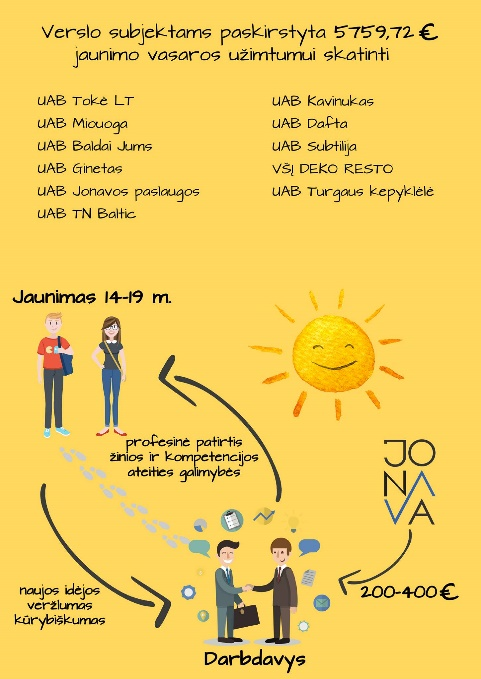 Verslo subjektams paskirstyta 5759,72 €
jaunimo vasaros užimtumui skatinti
UAB Tokė LT
UAB Miouoga
UAB Baldai Jums
UAB Ginetas
UAB Jonavos paslaugos
UAB TN Baltic
UAB Kavinukas
UAB Dafta
UAB Subtilija
VŠĮ DEKO RESTO
UAB Turgaus kepyklėlė
Jaunimas 14-19 m.
profesinė patirtis
žinios ir kompetencijos
ateities galimybės
JO
NA
VA
naujos idėjos
veržlumas
kūrybiškumas
200-400 €
Darbdavys